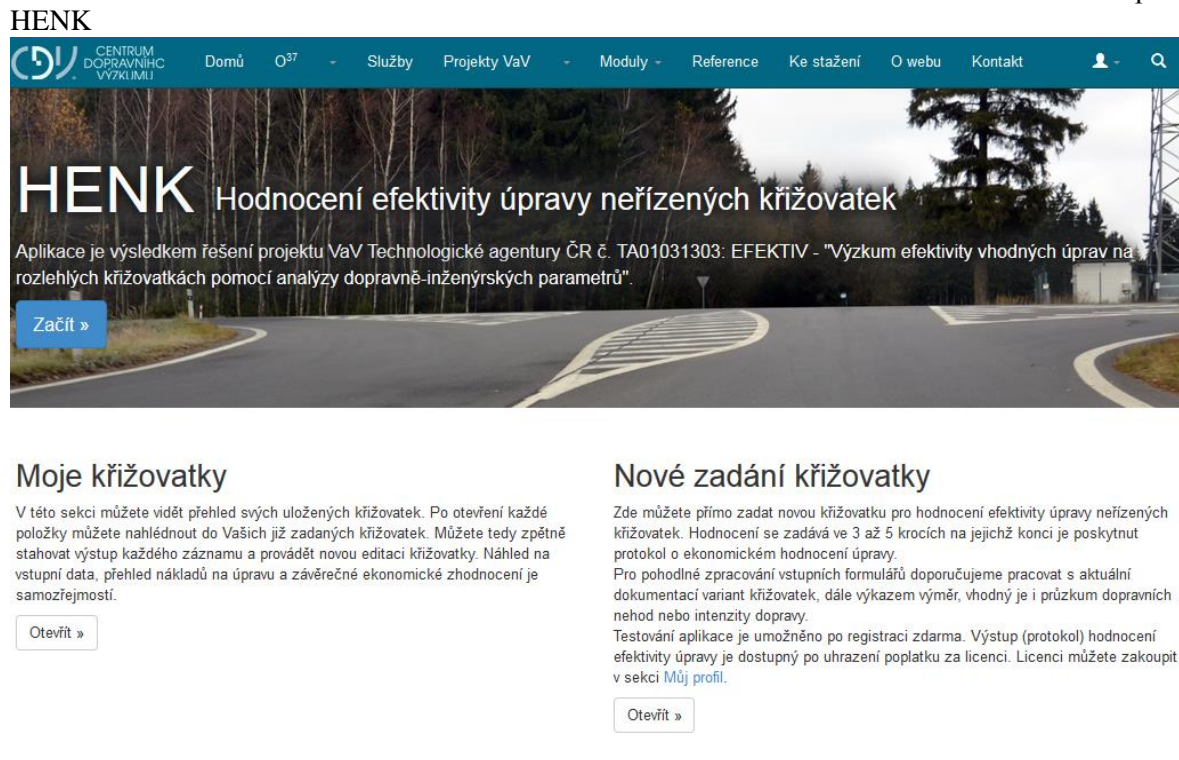 HENK
CENTRUM
DOPRAVNÍHO
VÝZKUMU
Domů O37 Služby Projekty VaV Moduly Reference Ke stažení O webu Kontakt
HENK Hodnocení efektivity úpravy neřízených křižovatek
Aplikace je výsledkem řešení projektu VaV Technologické agentury ČR č. TA01031303: EFEKTIV - "Výzkum efektivity vhodných úprav na
rozlehlých křižovatkách pomocí analýzy dopravně-inženýrských parametrů".
Začít »
Moje křižovatky
V této sekci můžete vidět přehled svých uložených křižovatek. Po otevření každé
položky můžete nahlédnout do Vašich již zadaných křižovatek. Můžete tedy zpětně
stahovat výstup každého záznamu a provádět novou editaci křižovatky. Náhled na
vstupní data, přehled nákladů na úpravu a závěrečné ekonomické zhodnocení je
samozřejmostí.
Otevřít »
Nové zadání křižovatky
Zde můžete přímo zadat novou křižovatku pro hodnocení efektivity úpravy neřízených
křižovatek. Hodnocení se zadává ve 3 až 5 krocích na jejichž konci je poskytnut
protokol o ekonomickém hodnocení úpravy.
Pro pohodlné zpracování vstupních formulářů doporučujeme pracovat s aktuální
dokumentací variant křižovatek, dále výkazem výměr, vhodný je i průzkum dopravních
nehod nebo intenzity dopravy.
Testování aplikace je umožněno po registraci zdarma. Výstup (protokol) hodnocení
efektivity úpravy je dostupný po uhrazení poplatku za licenci. Licenci můžete zakoupit
v sekci Můj profil.
Otevřít »